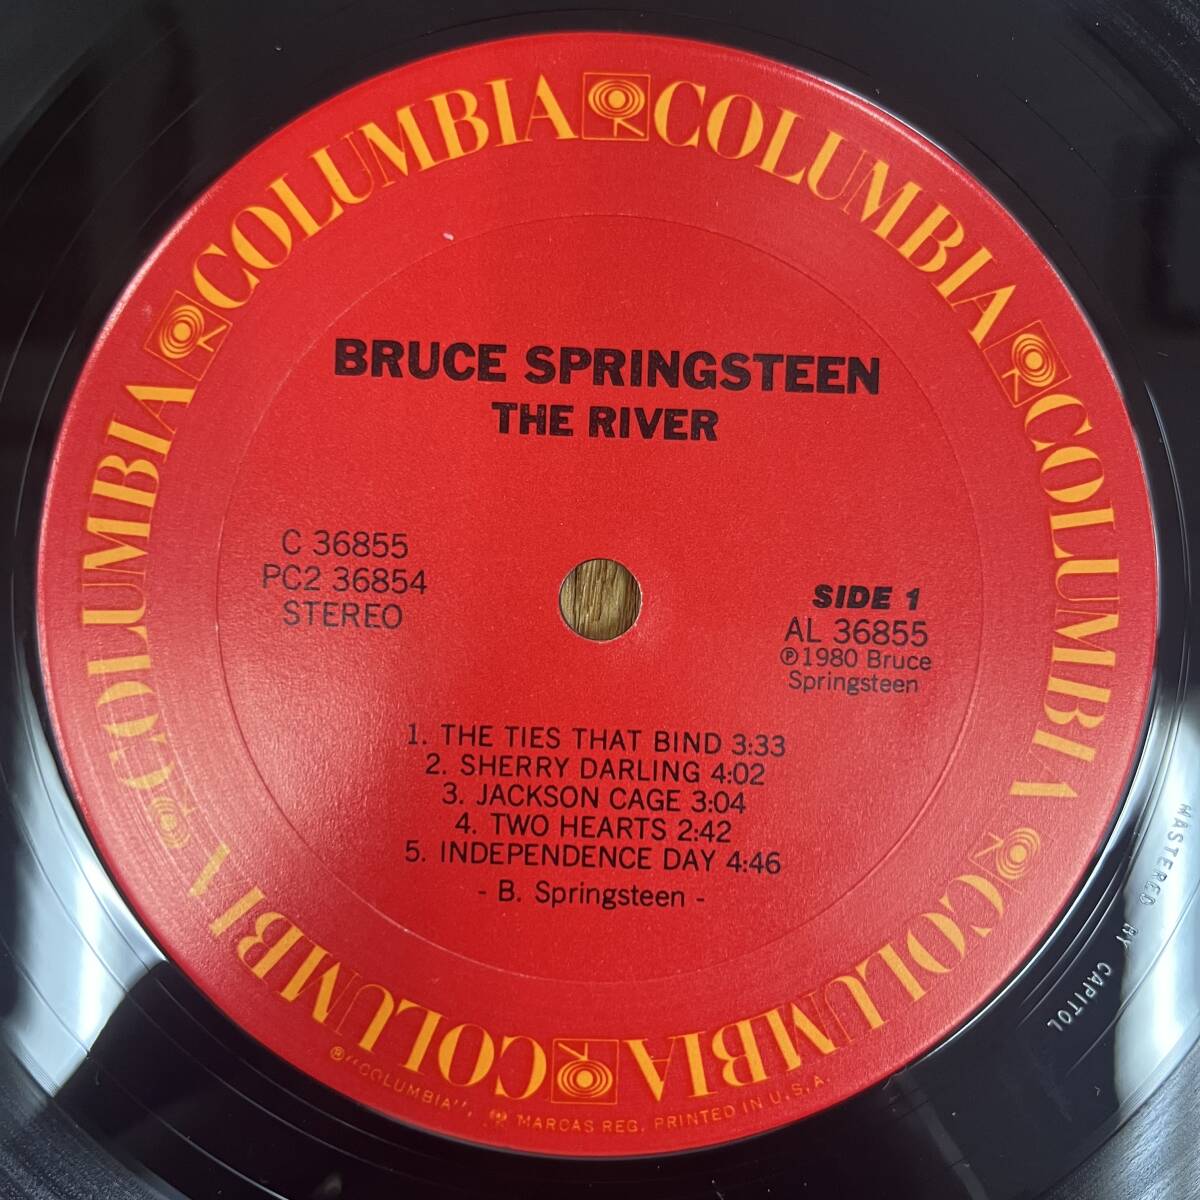 COLUMBIA COLUMBIA COLUMBIA COLUMBIA COLUMBIA COLUMBIA COLUMBIA
BRUCE SPRINGSTEEN
THE RIVER
C 36855
PC2 36854
STEREO
SIDE 1
AL 36855
℗1980 Bruce
Springsteen
1. THE TIES THAT BIND 3:33
2. SHERRY DARLING 4:02
3. JACKSON CAGE 3:04
4. TWO HEARTS 2:42
5. INDEPENDENCE DAY 4:46
- B. Springsteen -
®"COLUMBIA", MARCAS REG. PRINTED IN U.S.A.
MASTERED BY CAPITOL